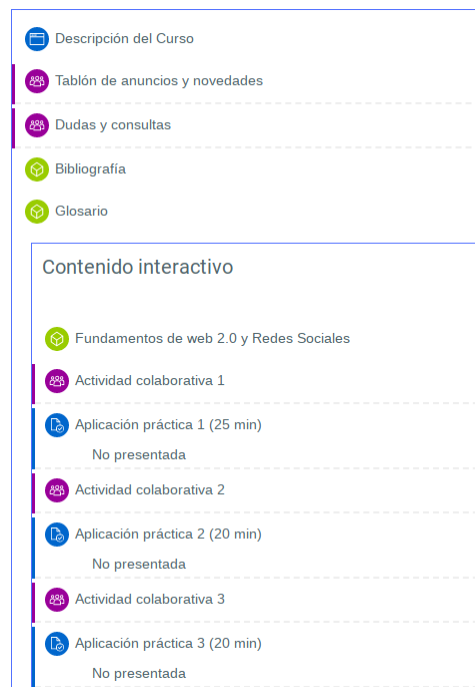 Descripción del Curso
Tablón de anuncios y novedades
Dudas y consultas
Bibliografía
Glosario
Contenido interactivo
Fundamentos de web 2.0 y Redes Sociales
Actividad colaborativa 1
Aplicación práctica 1 (25 min)
No presentada
Actividad colaborativa 2
Aplicación práctica 2 (20 min)
No presentada
Actividad colaborativa 3
Aplicación práctica 3 (20 min)
No presentada